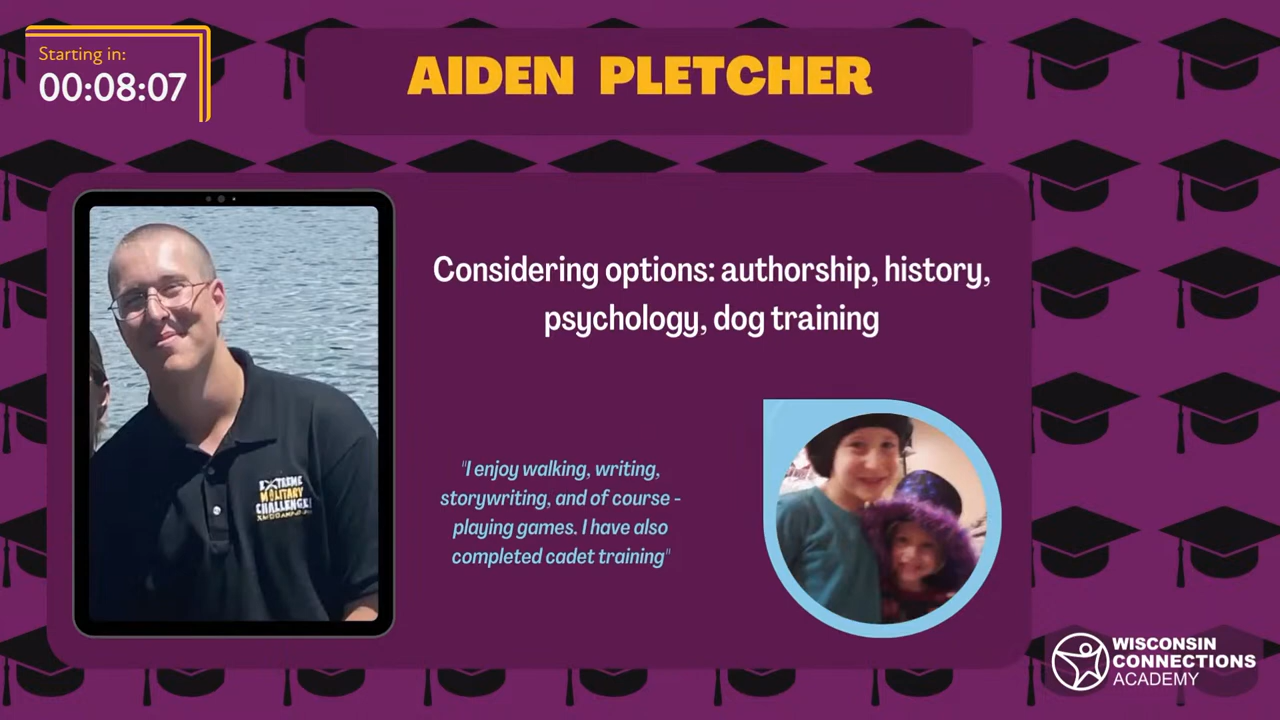 Starting in:
00:08:07
AIDEN PLETCHER
Considering options: authorship, history,
psychology, dog training
"I enjoy walking, writing,
storywriting, and of course -
playing games. I have also
completed cadet training"
EXTREME
MILITARY
CHALLENGE
WISCONSIN
CONNECTIONS
ACADEMY